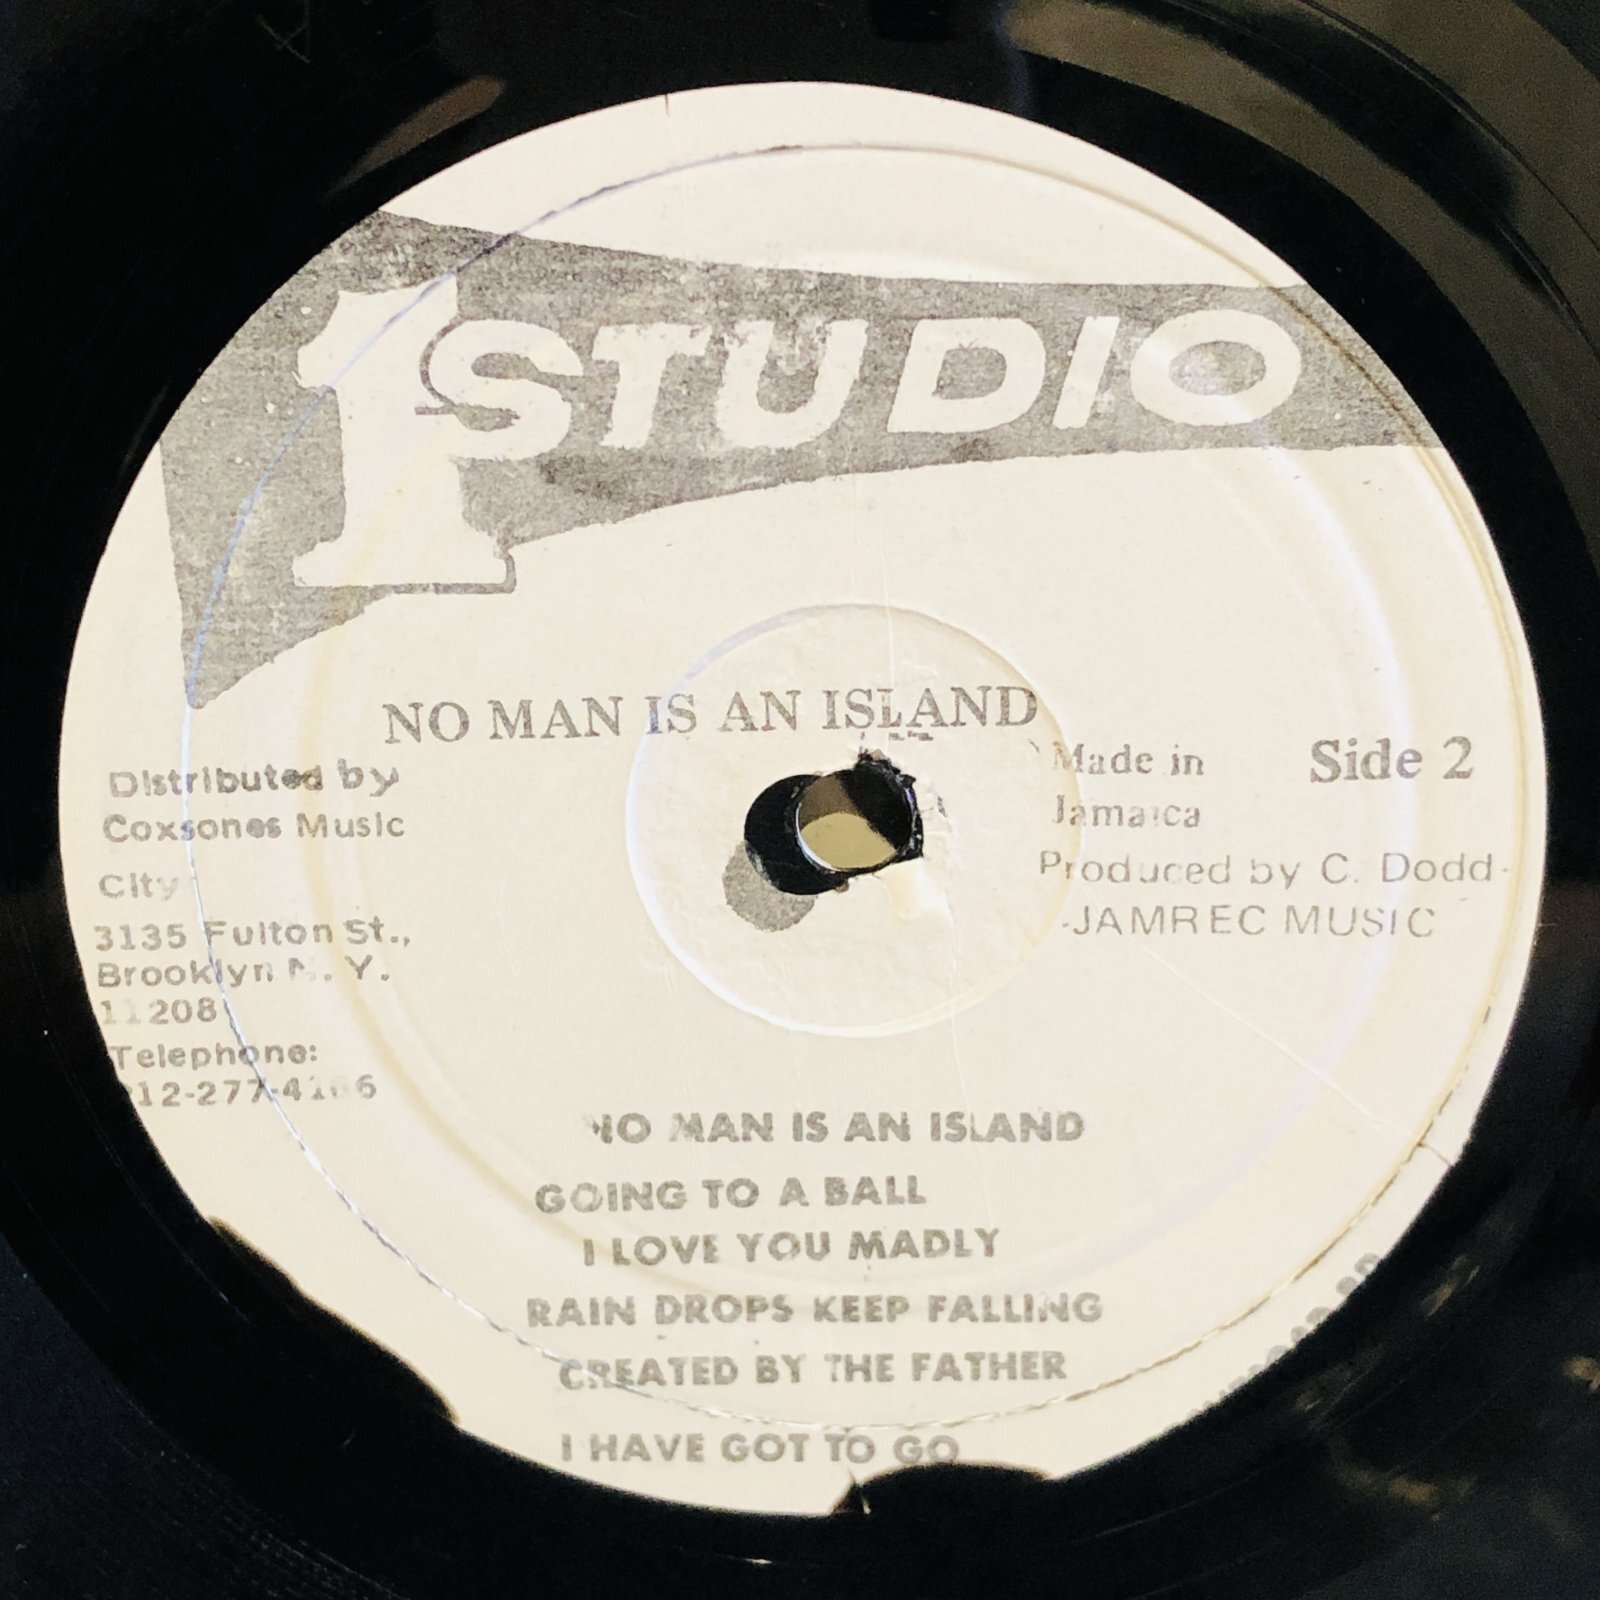 1 STUDIO
NO MAN IS AN ISLAND
Distributed by
Coxsones Music
City
3135 Fulton St.,
Brooklyn N. Y.
11208
Telephone:
Made in
Jamaica
Side 2
Produced by C. Dodd
-JAMREC MUSIC
NO MAN IS AN ISLAND
GOING TO A BALL
I LOVE YOU MADLY
RAIN DROPS KEEP FALLING
CREATED BY THE FATHER
I HAVE GOT TO GO